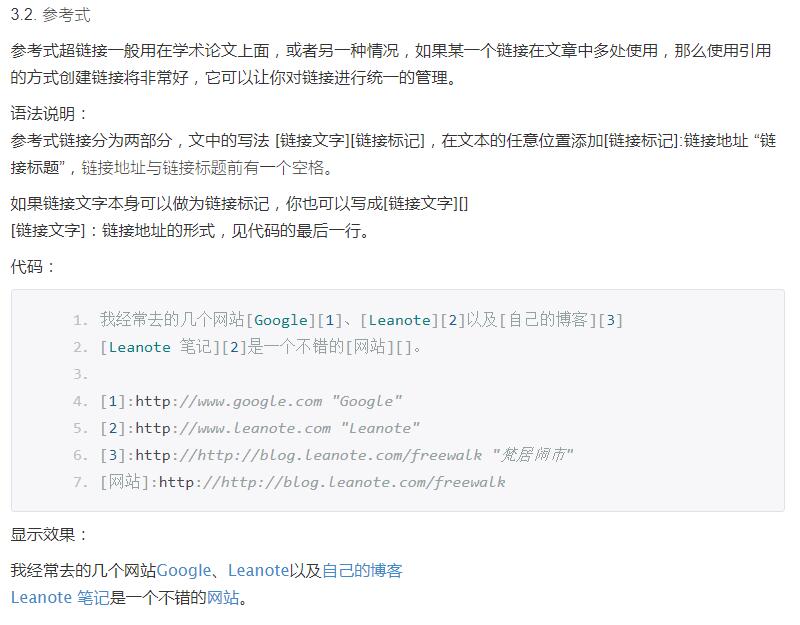 3.2. 参考式
参考式超链接一般用在学术论文上面，或者另一种情况，如果某一个链接在文章中多处使用，那么使用引用
的方式创建链接将非常好，它可以让你对链接进行统一的管理。
语法说明：
参考式链接分为两部分，文中的写法 [链接文字][链接标记]，在文本的任意位置添加[链接标记]:链接地址 “链
接标题”，链接地址与链接标题前有一个空格。
如果链接文字本身可以做为链接标记，你也可以写成[链接文字][]
[链接文字]：链接地址的形式，见代码的最后一行。
代码：
1. 我经常去的几个网站[Google][1]、[Leanote][2]以及[自己的博客][3]
2. [Leanote 笔记][2]是一个不错的[网站][]。
3.
4. [1]:http://www.google.com "Google"
5. [2]:http://www.leanote.com "Leanote"
6. [3]:http://http://blog.leanote.com/freewalk "梵居闹市"
7. [网站]:http://http://blog.leanote.com/freewalk
显示效果：
我经常去的几个网站Google、Leanote以及自己的博客
Leanote 笔记是一个不错的网站。